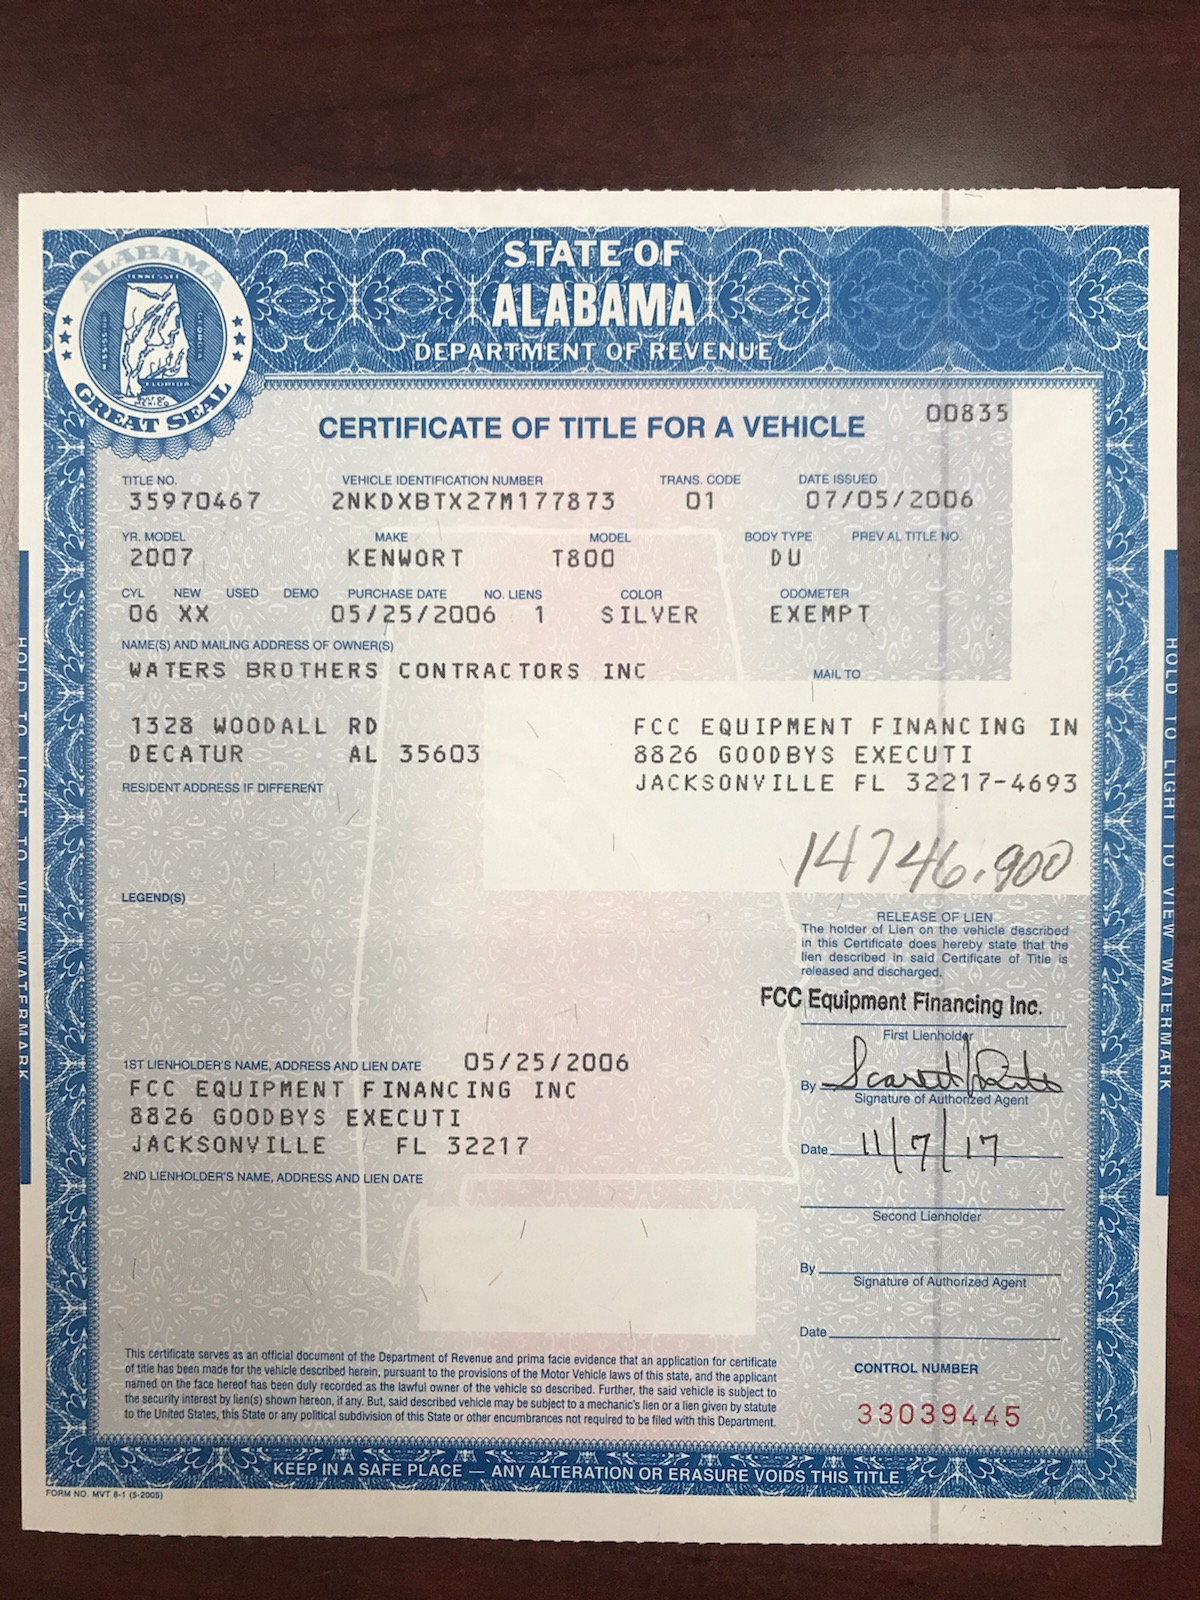 STATE OF
ALABAMA
DEPARTMENT OF REVENUE
ALABAMA
TENNESSEE
MISSISSIPPI
GEORGIA
FLORIDA
GULF OF
MEXICO
GREAT SEAL
00835
CERTIFICATE OF TITLE FOR A VEHICLE
TITLE NO. VEHICLE IDENTIFICATION NUMBER TRANS. CODE DATE ISSUED
35970467 2NKDXBTX27M177873 01 07/05/2006
YR. MODEL MAKE MODEL BODY TYPE PREV AL TITLE NO.
2007 KENWORT T800 DU
CYL NEW USED DEMO PURCHASE DATE NO. LIENS COLOR ODOMETER
06 XX 05/25/2006 1 SILVER EXEMPT
NAME(S) AND MAILING ADDRESS OF OWNER(S)
WATERS BROTHERS CONTRACTORS INC
MAIL TO
1328 WOODALL RD
DECATUR AL 35603
FCC EQUIPMENT FINANCING IN
8826 GOODBYS EXECUTI
JACKSONVILLE FL 32217-4693
RESIDENT ADDRESS IF DIFFERENT
14746.900
LEGEND(S)
RELEASE OF LIEN
The holder of Lien on the vehicle described
in this Certificate does hereby state that the
lien described in said Certificate of Title is
released and discharged.
FCC Equipment Financing Inc.
First Lienholder
By
Signature of Authorized Agent
Date 11/7/17
1ST LIENHOLDER'S NAME, ADDRESS AND LIEN DATE 05/25/2006
FCC EQUIPMENT FINANCING INC
8826 GOODBYS EXECUTI
JACKSONVILLE FL 32217
2ND LIENHOLDER'S NAME, ADDRESS AND LIEN DATE
Second Lienholder
By
Signature of Authorized Agent
Date
This certificate serves as an official document of the Department of Revenue and prima facie evidence that an application for certificate
of title has been made for the vehicle described herein, pursuant to the provisions of the Motor Vehicle laws of this state, and the applicant
named on the face hereof has been duly recorded as the lawful owner of the vehicle so described. Further, the said vehicle is subject to
the security interest by lien(s) shown hereon, if any. But, said described vehicle may be subject to a mechanic's lien or a lien given by statute
to the United States, this State or any political subdivision of this State or other encumbrances not required to be filed with this Department.
CONTROL NUMBER
33039445
KEEP IN A SAFE PLACE — ANY ALTERATION OR ERASURE VOIDS THIS TITLE.
FORM NO. MVT 8-1 (5-2005)
HOLD TO LIGHT TO VIEW WATERMARK
HOLD TO LIGHT TO VIEW WATERMARK